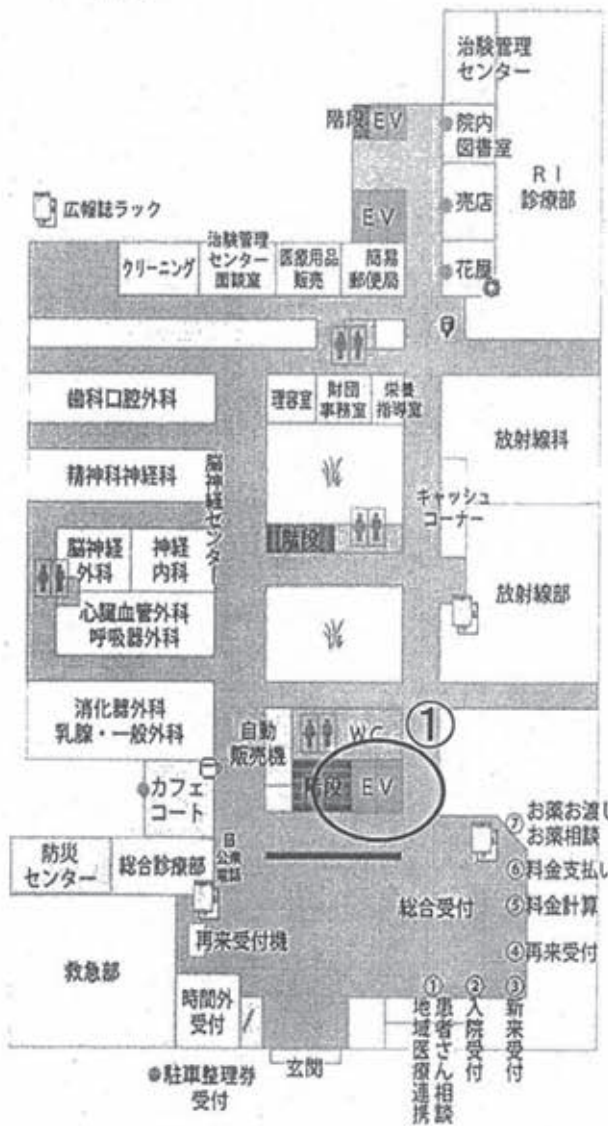 治験管理
センター
階段
EV
院内
図書室
RI
診療部
売店
広報誌ラック
EV
クリーニング
治験管理
センター
面談室
医療用品
販売
簡易
郵便局
花屋
歯科口腔外科
理容室
財団
事務室
栄養
指導室
放射線科
精神科神経科
脳神経センター
キャッシュ
コーナー
階段
脳神経
外科
神経
内科
放射線部
心臓血管外科
呼吸器外科
消化器外科
乳腺・一般外科
自動
販売機
WC
①
階段
EV
カフェ
コート
⑦お薬お渡し
お薬相談
防災
センター
総合診療部
公衆
電話
⑥料金支払い
総合受付
⑤料金計算
再来受付機
④再来受付
救急部
時間外
受付
①患者さん相談
地域医療連携
②入院受付
③新来受付
玄関
駐車整理券
受付